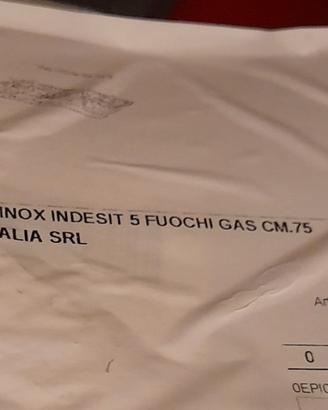 INOX INDESIT 5 FUOCHI GAS CM.75
ALIA SRL
0